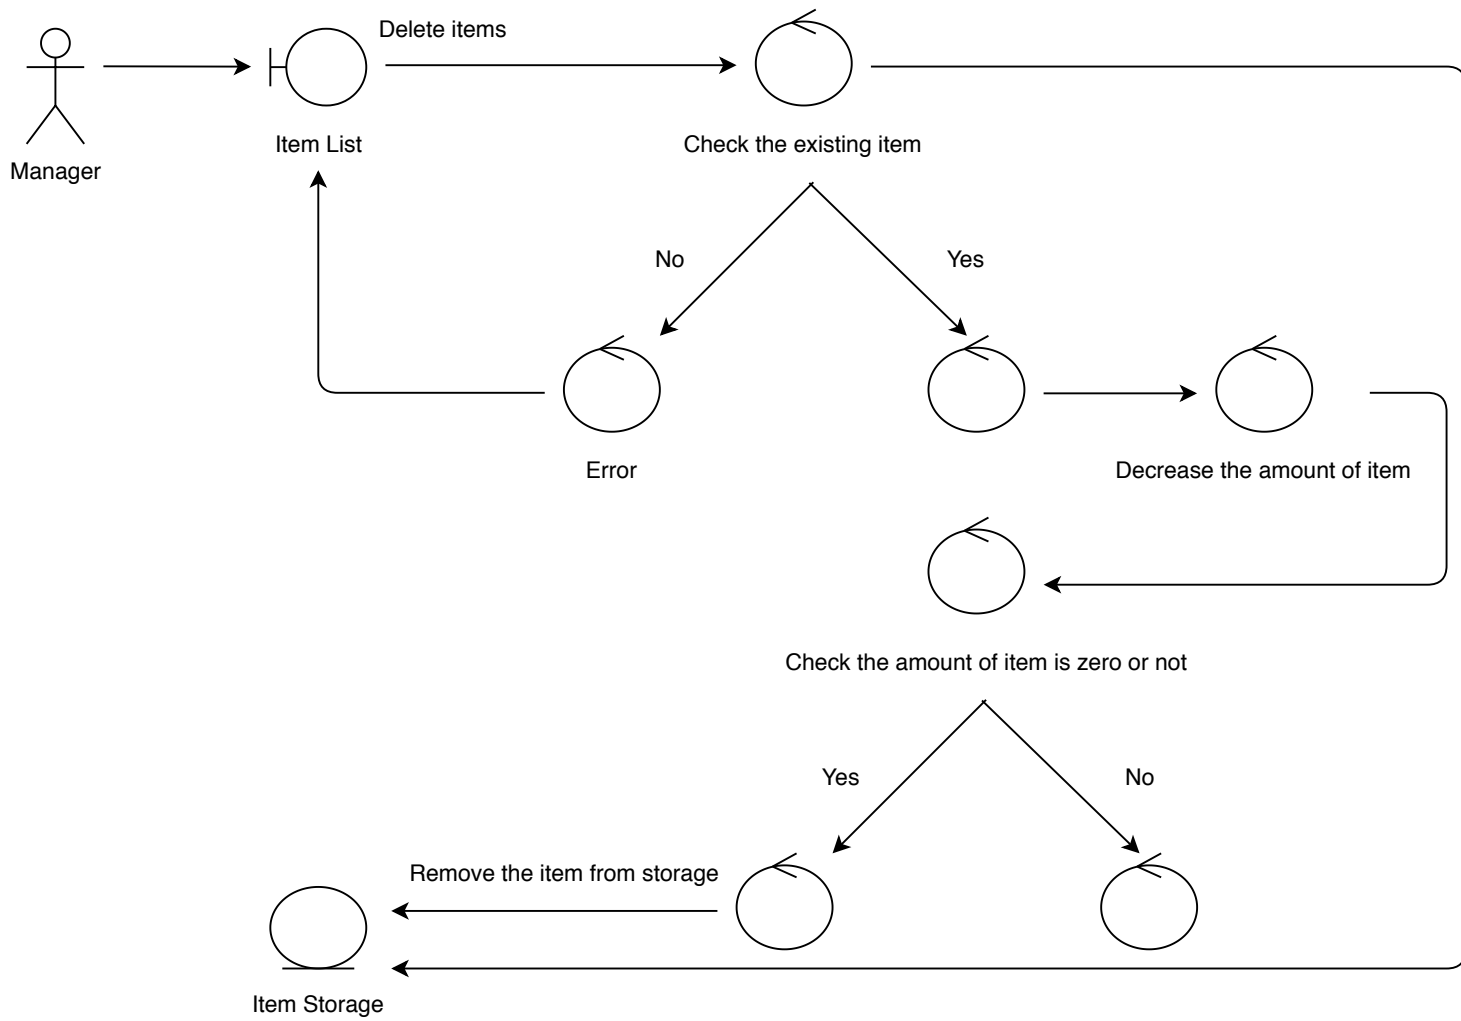 Delete items
Manager
Item List
Check the existing item
No
Yes
Error
Decrease the amount of item
Check the amount of item is zero or not
Yes
No
Remove the item from storage
Item Storage